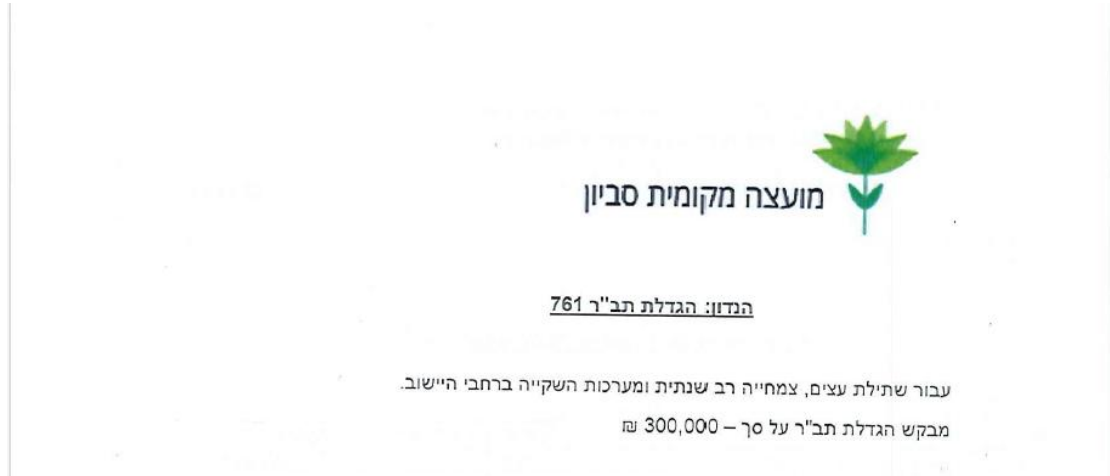 מועצה מקומית סביון
הנדון: הגדלת תב"ר 761
עבור שתילת עצים, צמחייה רב שנתית ומערכות השקייה ברחבי היישוב.
מבקש הגדלת תב"ר על סך – 300,000 ₪